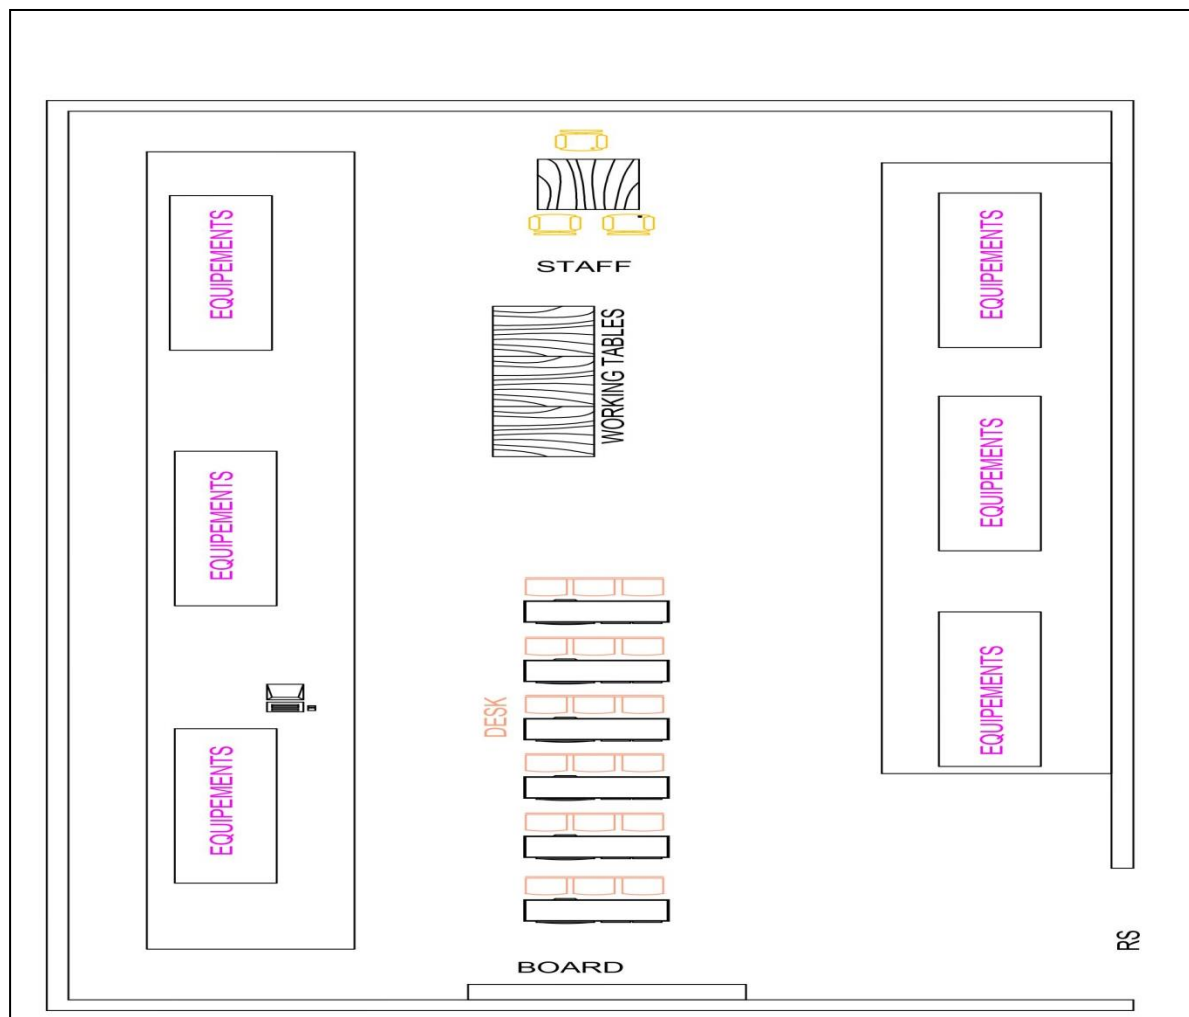 STAFF
EQUIPEMENTS
EQUIPEMENTS
WORKING TABLES
EQUIPEMENTS
EQUIPEMENTS
DESK
EQUIPEMENTS
EQUIPEMENTS
RS
BOARD